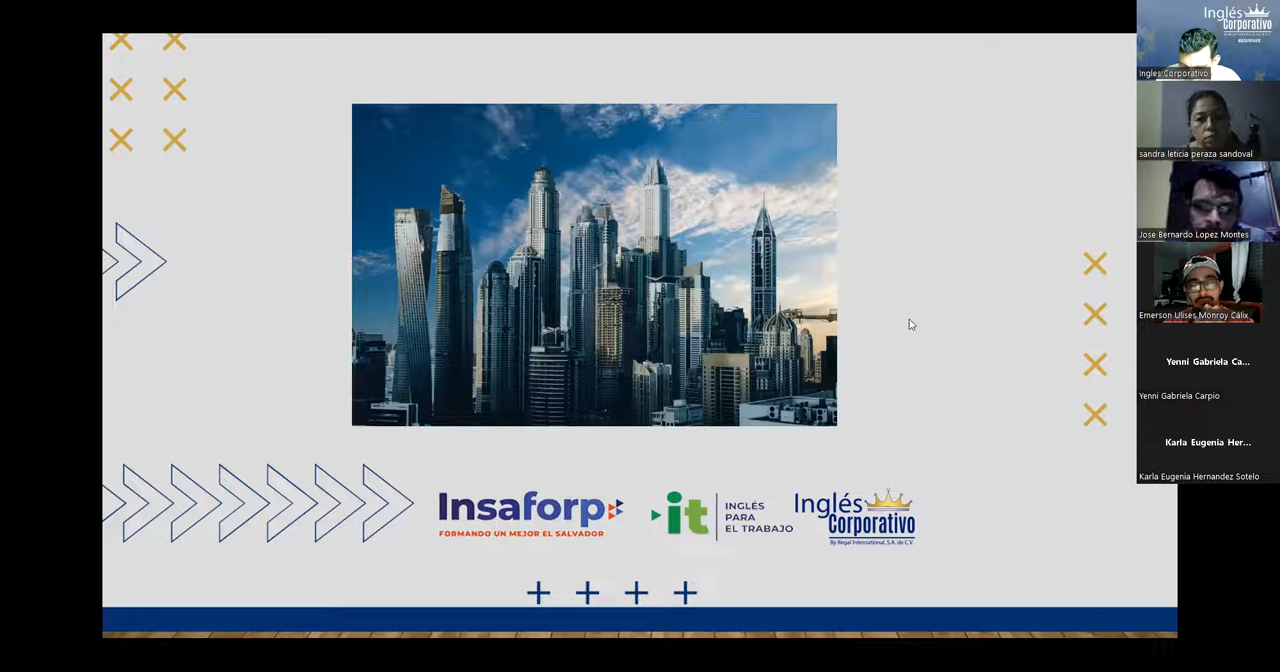 Inglés
Corporativo
BEGINNER
Ingles Corporativo
sandra leticia peraza sandoval
Jose Bernardo Lopez Montes
Emerson Ulises Monroy Cálix
Yenni Gabriela Ca...
Yenni Gabriela Carpio
Karla Eugenia Her...
Karla Eugenia Hernandez Sotelo
Insaforp
FORMANDO UN MEJOR EL SALVADOR
it
INGLÉS
PARA
EL TRABAJO
Inglés
Corporativo
By Regal International, S.A. de C.V.